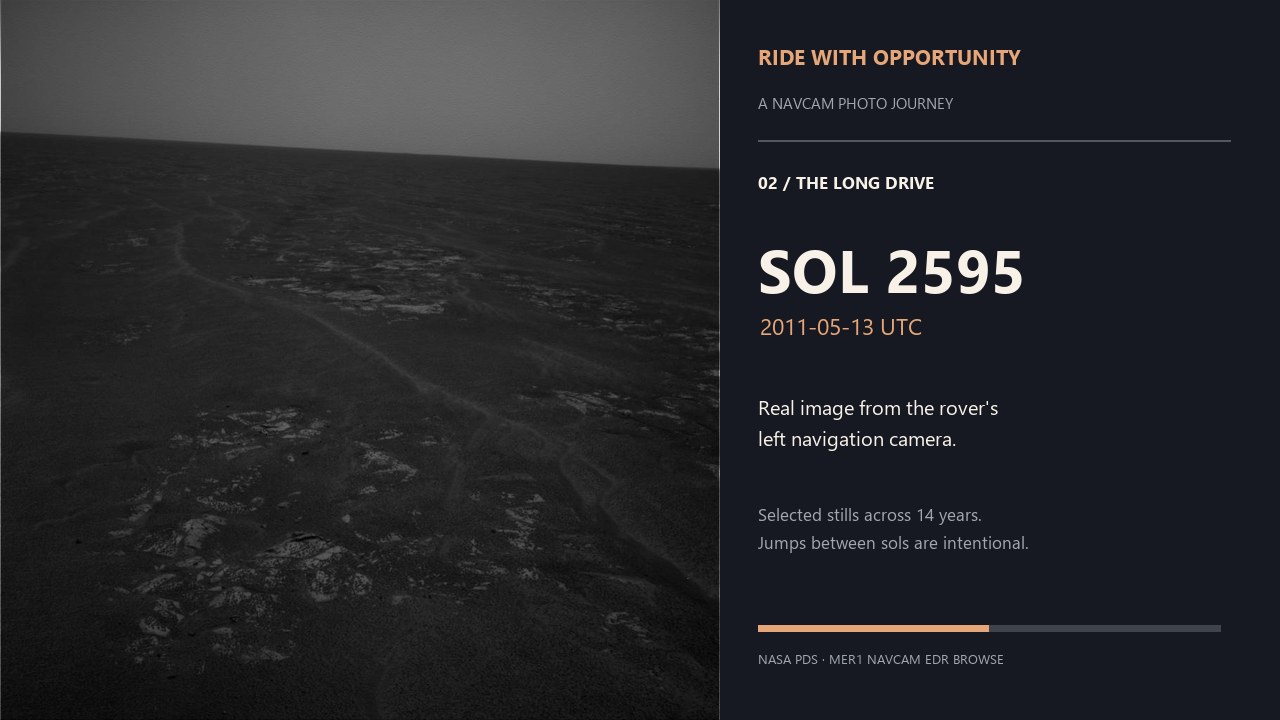 RIDE WITH OPPORTUNITY
A NAVCAM PHOTO JOURNEY
02 / THE LONG DRIVE
SOL 2595
2011-05-13 UTC
Real image from the rover's
left navigation camera.
Selected stills across 14 years.
Jumps between sols are intentional.
NASA PDS · MER1 NAVCAM EDR BROWSE